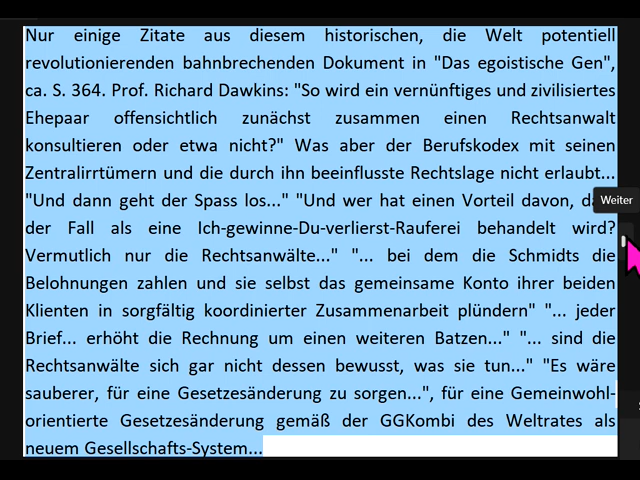 Nur einige Zitate aus diesem historischen, die Welt potentiell
revolutionierenden bahnbrechenden Dokument in "Das egoistische Gen",
ca. S. 364. Prof. Richard Dawkins: "So wird ein vernünftiges und zivilisiertes
Ehepaar offensichtlich zunächst zusammen einen Rechtsanwalt
konsultieren oder etwa nicht?" Was aber der Berufskodex mit seinen
Zentralirrtümern und die durch ihn beeinflusste Rechtslage nicht erlaubt...
"Und dann geht der Spass los..." "Und wer hat einen Vorteil davon,
Weiter
der Fall als eine Ich-gewinne-Du-verlierst-Rauferei behandelt wird?
Vermutlich nur die Rechtsanwälte..." "... bei dem die Schmidts die
Belohnungen zahlen und sie selbst das gemeinsame Konto ihrer beiden
Klienten in sorgfältig koordinierter Zusammenarbeit plündern" "... jeder
Brief... erhöht die Rechnung um einen weiteren Batzen..." "... sind die
Rechtsanwälte sich gar nicht dessen bewusst, was sie tun..." "Es wäre
sauberer, für eine Gesetzesänderung zu sorgen...", für eine Gemeinwohl-
orientierte Gesetzesänderung gemäß der GGKombi des Weltrates als
neuem Gesellschafts-System...